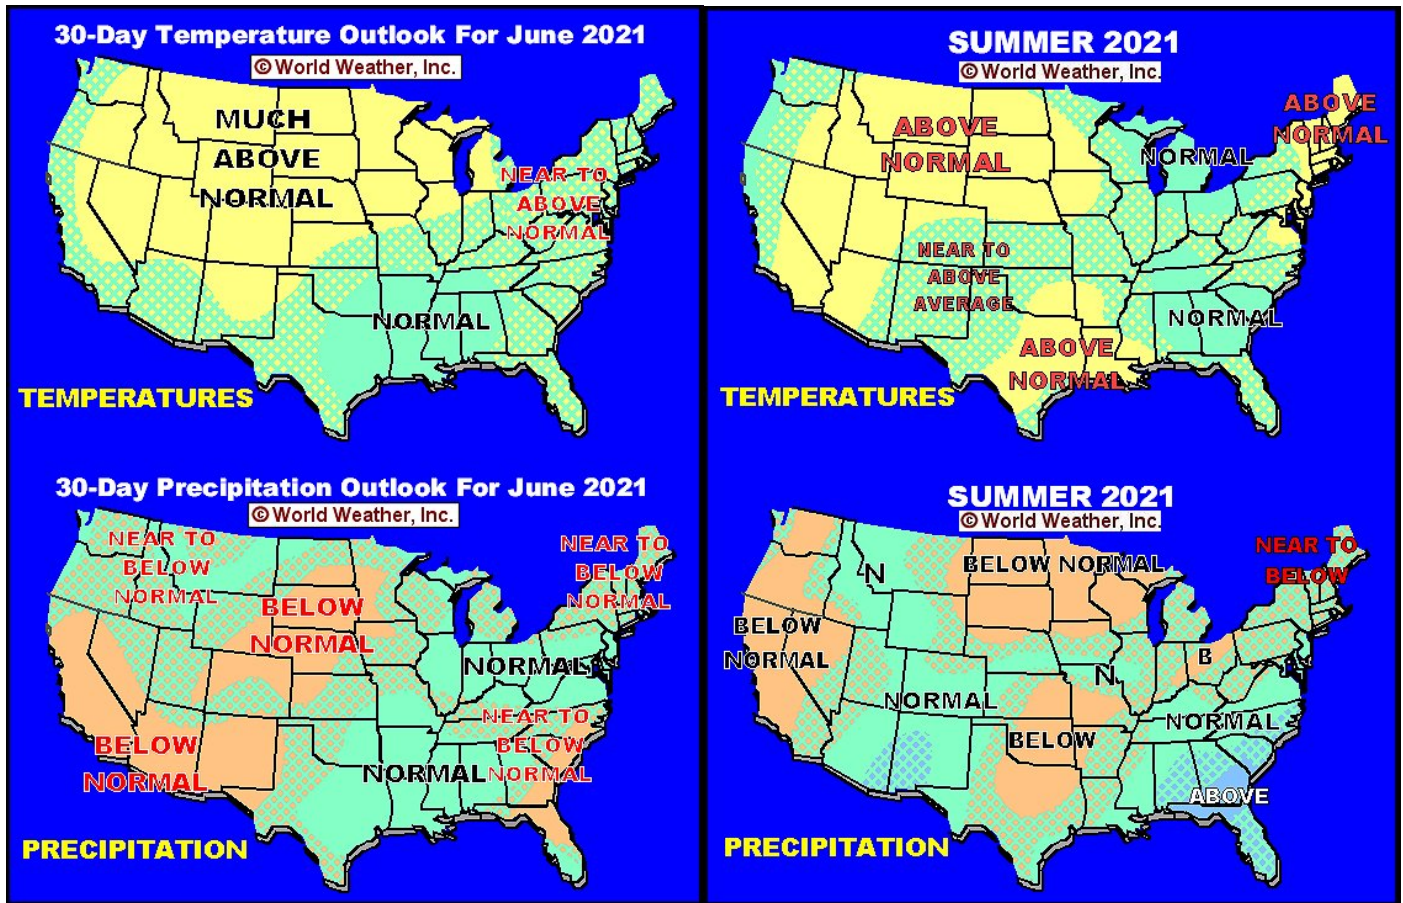 30-Day Temperature Outlook For June 2021
© World Weather, Inc.
MUCH
ABOVE
NORMAL
NEAR TO
ABOVE
NORMAL
NORMAL
TEMPERATURES
SUMMER 2021
© World Weather, Inc.
ABOVE
NORMAL
ABOVE
NORMAL
NORMAL
NEAR TO
ABOVE
AVERAGE
NORMAL
ABOVE
NORMAL
TEMPERATURES
30-Day Precipitation Outlook For June 2021
© World Weather, Inc.
NEAR TO
BELOW
NORMAL
NEAR TO
BELOW
NORMAL
BELOW
NORMAL
NORMAL
NEAR TO
BELOW
NORMAL
BELOW
NORMAL
NORMAL
PRECIPITATION
SUMMER 2021
© World Weather, Inc.
NEAR TO
BELOW
BELOW NORMAL
N
BELOW
NORMAL
B
N
NORMAL
NORMAL
BELOW
ABOVE
PRECIPITATION